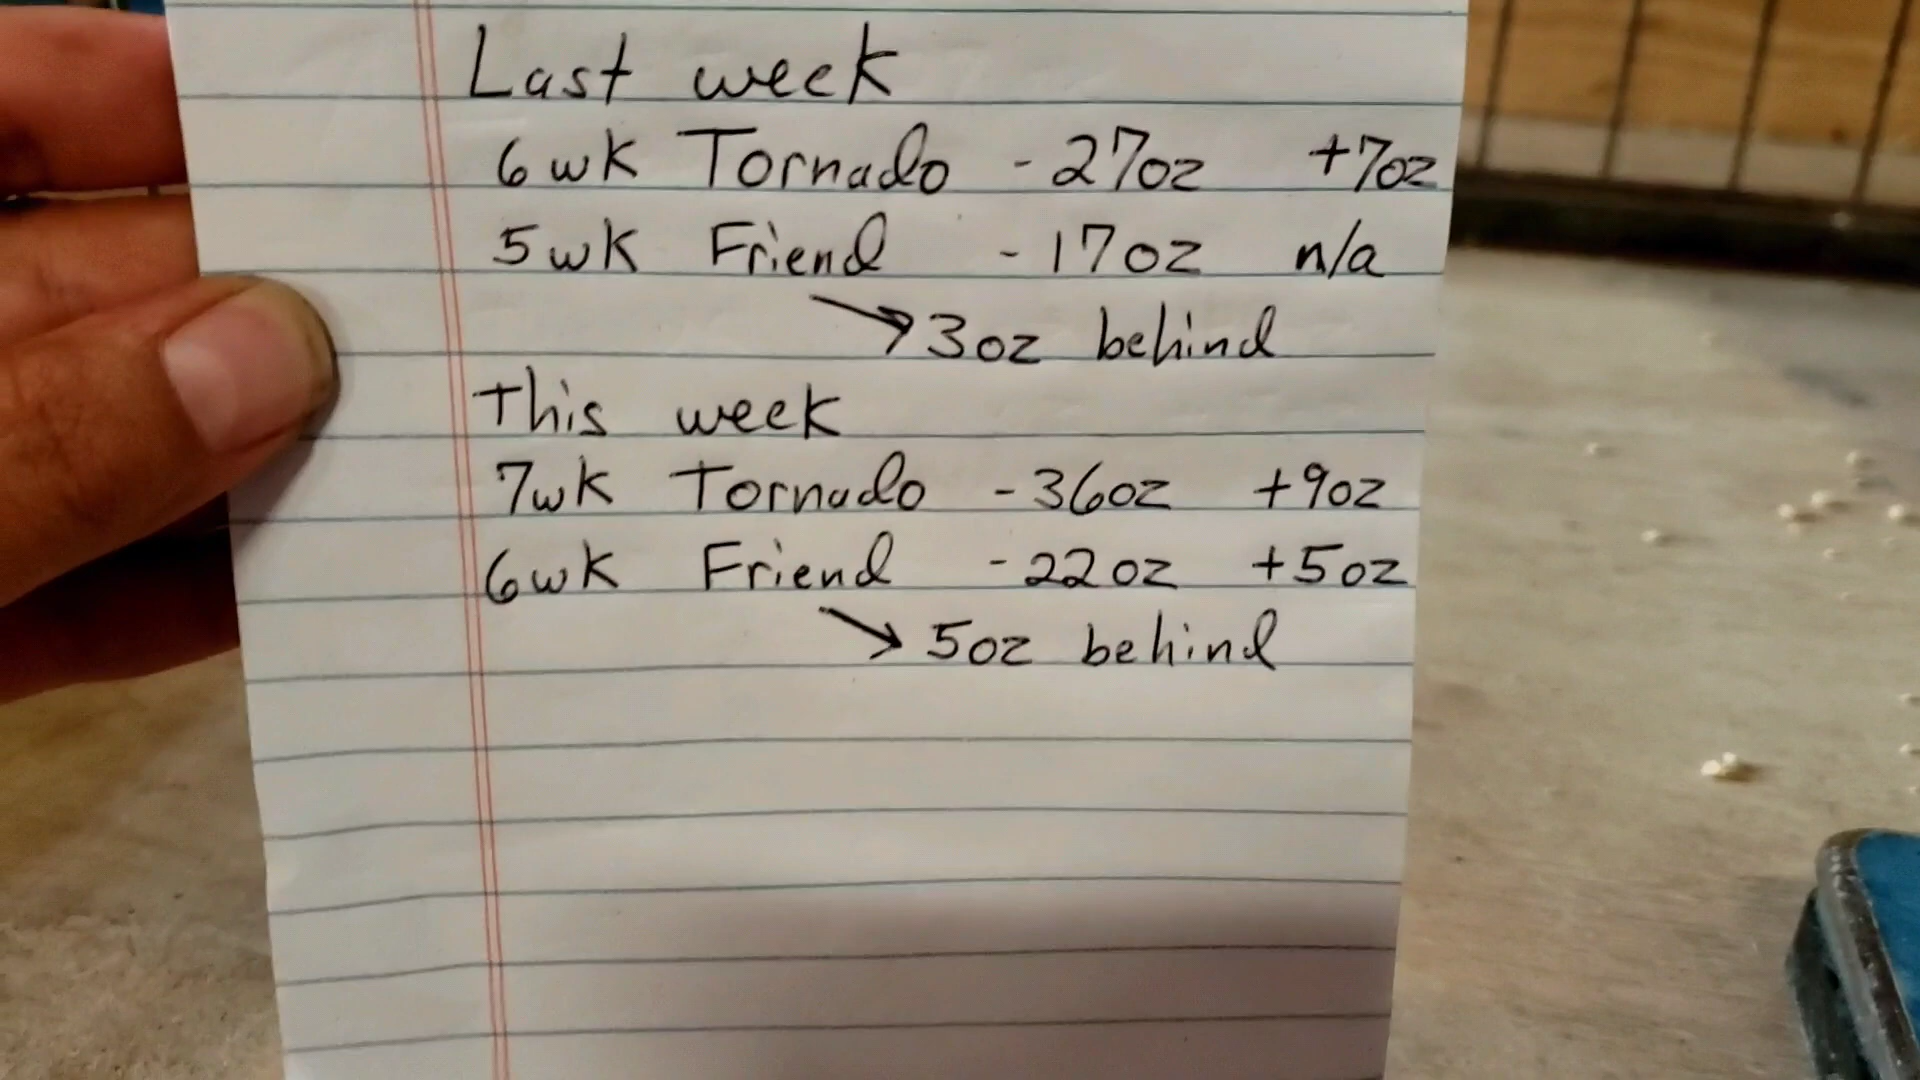 Last week
6wk Tornado - 27oz +7oz
5wk Friend - 17oz n/a
→ 3oz behind
This week
7wk Tornado - 36oz +9oz
6wk Friend - 22oz +5oz
→ 5oz behind